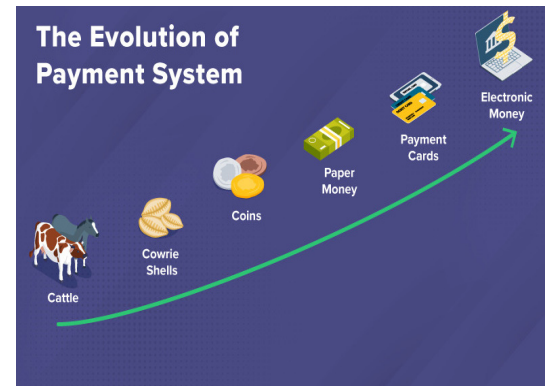 The Evolution of
Payment System
Electronic
Money
Payment
Cards
Paper
Money
Coins
Cowrie
Shells
Cattle